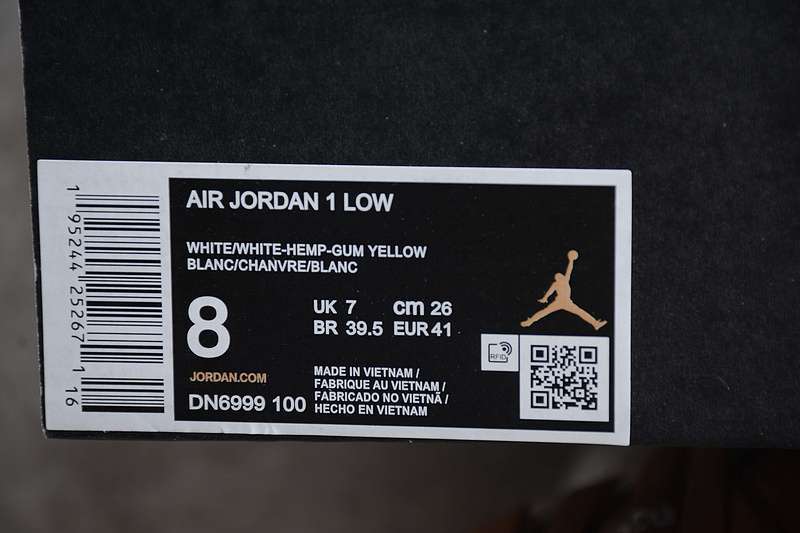 AIR JORDAN 1 LOW
WHITE/WHITE-HEMP-GUM YELLOW
BLANC/CHANVRE/BLANC
8
UK 7 cm 26
BR 39.5 EUR 41
JORDAN.COM
DN6999 100
MADE IN VIETNAM /
FABRIQUE AU VIETNAM /
FABRICADO NO VIETNÃ /
HECHO EN VIETNAM
RFID
1 95244 25267 1 16